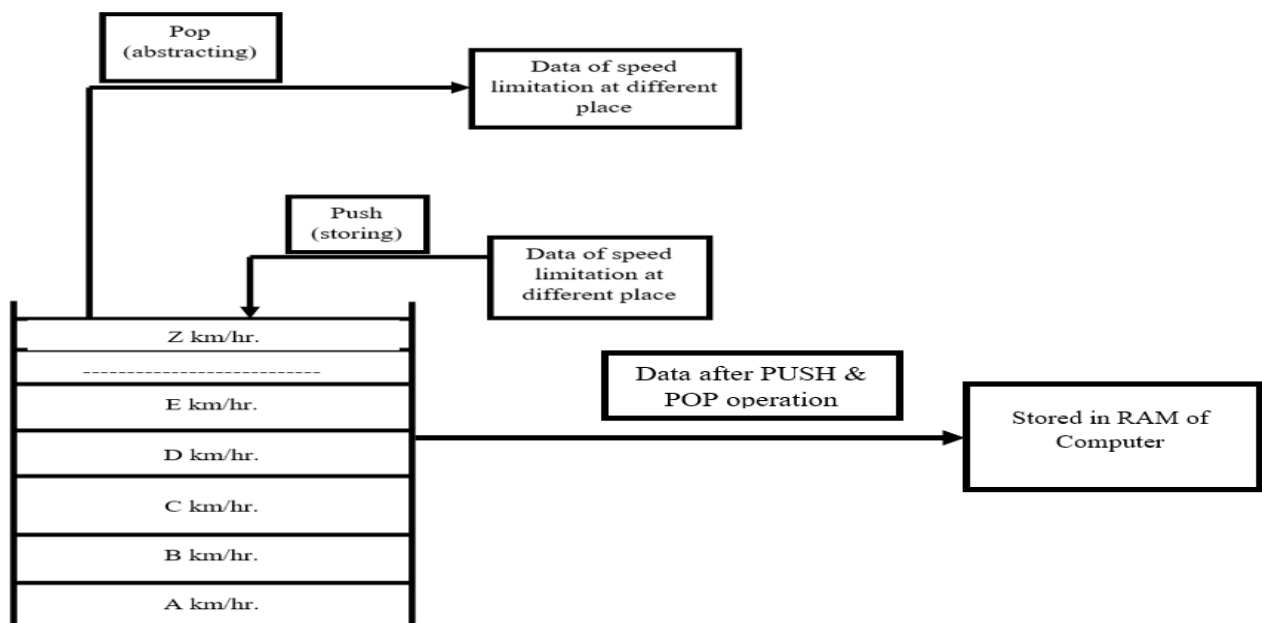 Pop
(abstracting)
Data of speed
limitation at different
place
Push
(storing)
Data of speed
limitation at
different place
Z km/hr.
---------------------------
E km/hr.
D km/hr.
C km/hr.
B km/hr.
A km/hr.
Data after PUSH &
POP operation
Stored in RAM of
Computer